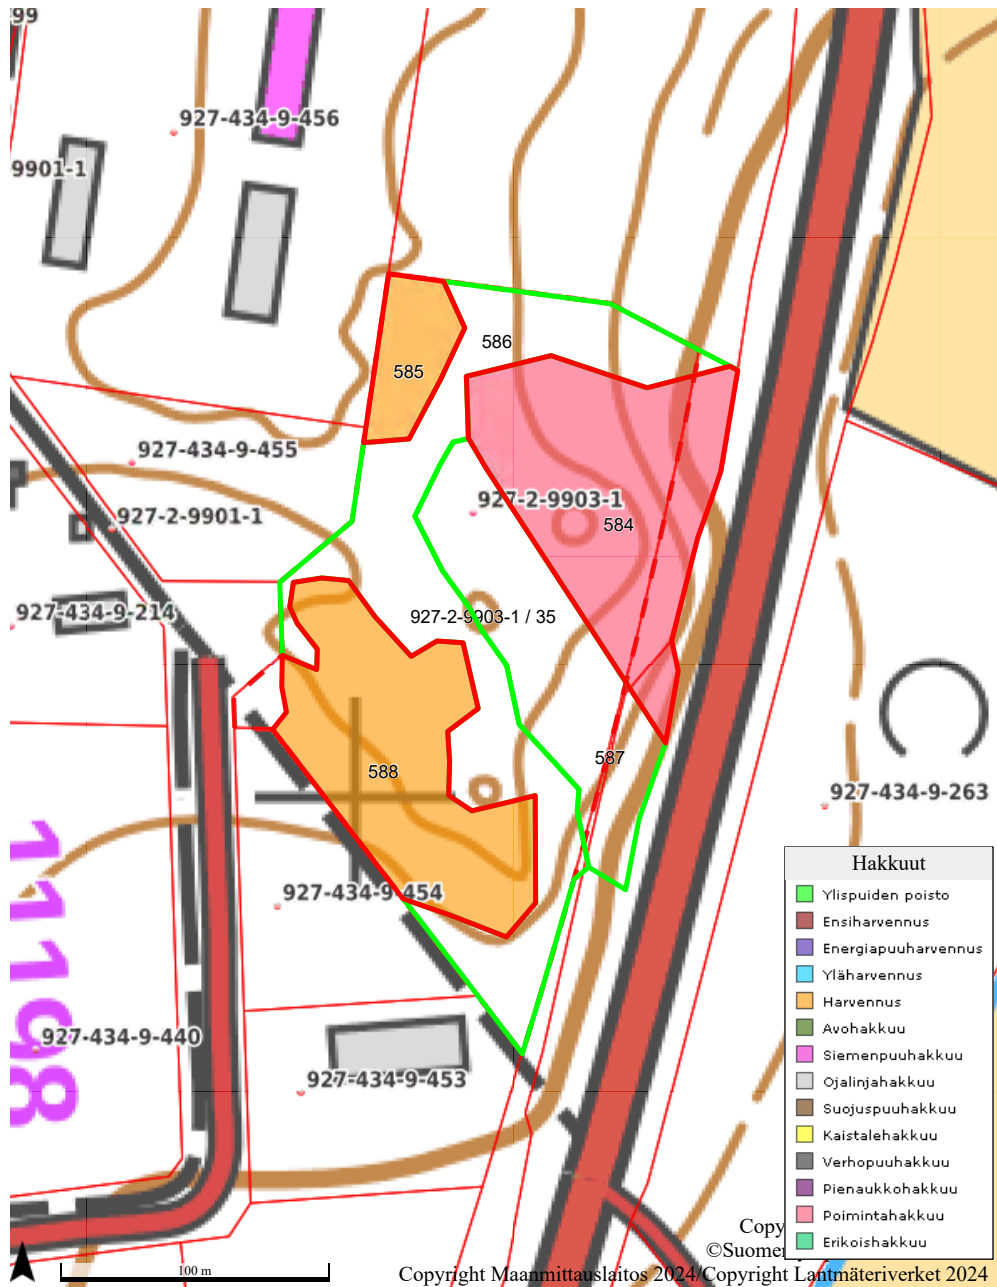 99
927-434-9-456
9901-1
586
585
927-434-9-455
927-2-9903-1
584
927-2-9901-1
927-434-9-214
927-2-9903-1 / 35
587
588
927-434-9-263
927-434-9-454
11198
927-434-9-440
927-434-9-453
Hakkuut
Ylispuiden poisto
Ensiharvennus
Energiapuuharvennus
Yläharvennus
Harvennus
Avohakkuu
Siemenpuuhakkuu
Ojalinjahakkuu
Suojuspuuhakkuu
Kaistalehakkuu
Verhopuuhakkuu
Pienaukkohakkuu
Poimintahakkuu
Erikoishakkuu
Copy
©Suomen
100 m
Copyright Maanmittauslaitos 2024/Copyright Lantmäteriverket 2024